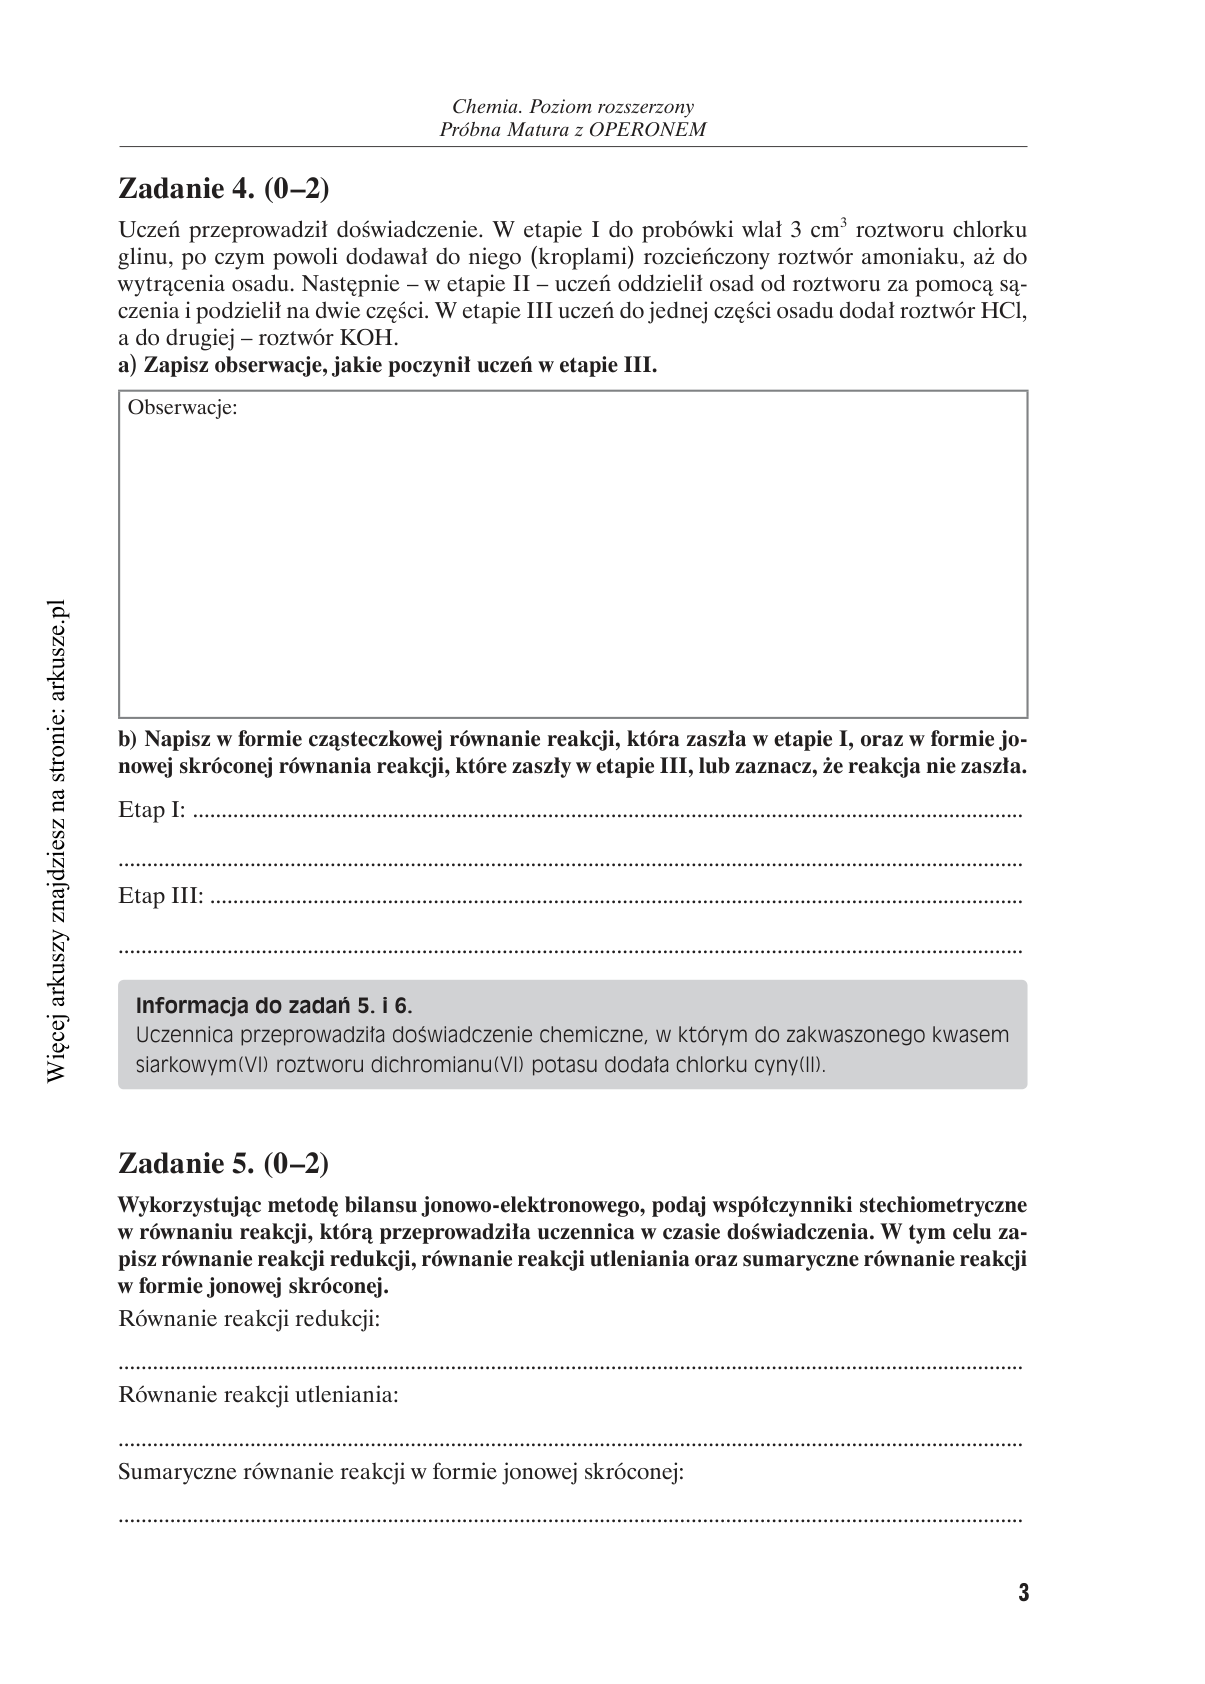 Chemia. Poziom rozszerzony
Próbna Matura z OPERONEM
Zadanie 4. (0–2)
Uczeń przeprowadził doświadczenie. W etapie I do probówki wlał 3 cm³ roztworu chlorku
glinu, po czym powoli dodawał do niego (kroplami) rozcieńczony roztwór amoniaku, aż do
wytrącenia osadu. Następnie – w etapie II – uczeń oddzielił osad od roztworu za pomocą są-
czenia i podzielił na dwie części. W etapie III uczeń do jednej części osadu dodał roztwór HCl,
a do drugiej – roztwór KOH.
a) Zapisz obserwacje, jakie poczynił uczeń w etapie III.
Obserwacje:
b) Napisz w formie cząsteczkowej równanie reakcji, która zaszła w etapie I, oraz w formie jo-
nowej skróconej równania reakcji, które zaszły w etapie III, lub zaznacz, że reakcja nie zaszła.
Etap I: ................................................................................
................................................................................
Etap III: ................................................................................
................................................................................
Informacja do zadań 5. i 6.
Uczennica przeprowadziła doświadczenie chemiczne, w którym do zakwaszonego kwasem
siarkowym(VI) roztworu dichromianu(VI) potasu dodała chlorku cyny(II).
Zadanie 5. (0–2)
Wykorzystując metodę bilansu jonowo-elektronowego, podaj współczynniki stechiometryczne
w równaniu reakcji, którą przeprowadziła uczennica w czasie doświadczenia. W tym celu za-
pisz równanie reakcji redukcji, równanie reakcji utleniania oraz sumaryczne równanie reakcji
w formie jonowej skróconej.
Równanie reakcji redukcji:
................................................................................
Równanie reakcji utleniania:
................................................................................
Sumaryczne równanie reakcji w formie jonowej skróconej:
................................................................................
3
Więcej arkuszy znajdziesz na stronie: arkusze.pl